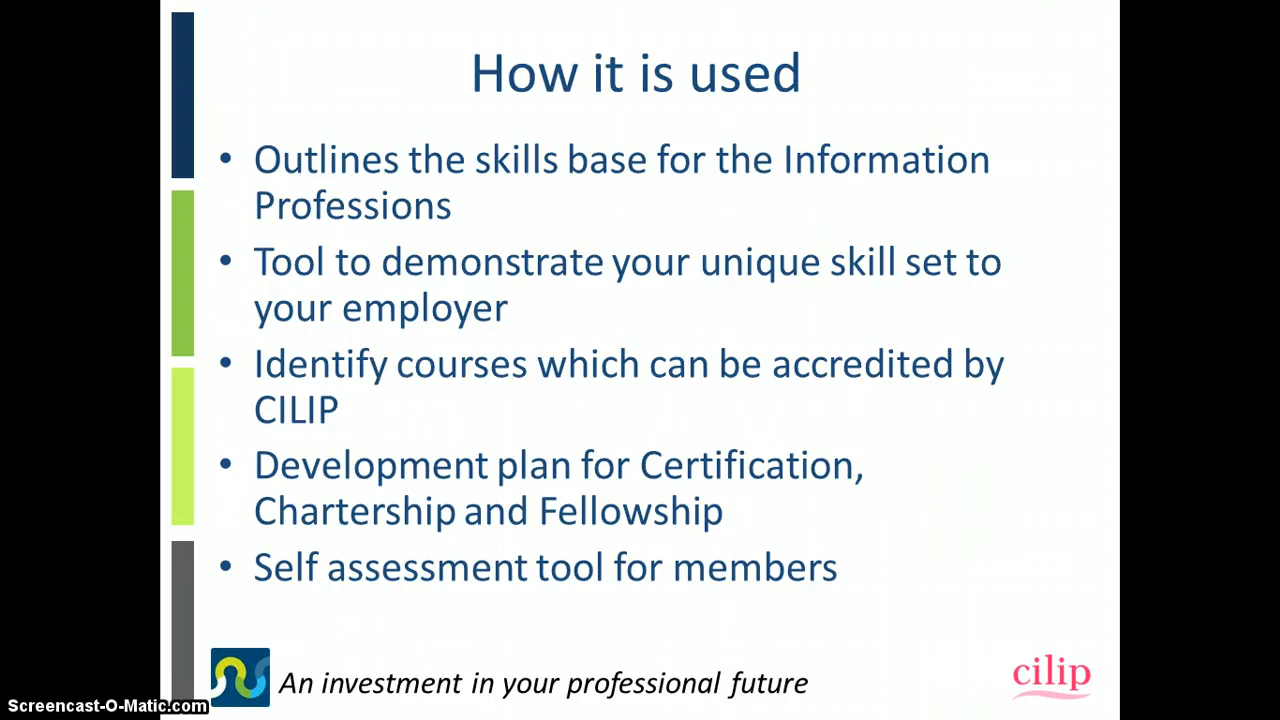 How it is used
• Outlines the skills base for the Information
Professions
• Tool to demonstrate your unique skill set to
your employer
• Identify courses which can be accredited by
CILIP
• Development plan for Certification,
Chartership and Fellowship
• Self assessment tool for members
An investment in your professional future
cilip
Screencast-O-Matic.com